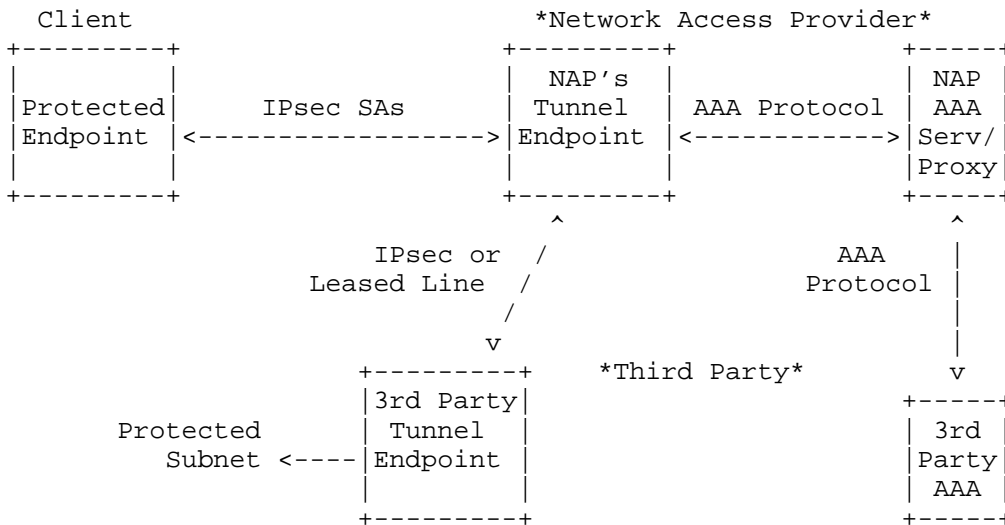 Client                    *Network Access Provider*
+---------+                    +---------+              +-----+
|         |                    |  NAP's  |              | NAP |
|Protected|     IPsec SAs      | Tunnel  | AAA Protocol | AAA |
|Endpoint |<------------------>|Endpoint |<------------>|Serv/|
|         |                    |         |              |Proxy|
+---------+                    +---------+              +-----+
^                        ^
IPsec or  /                   AAA    |
Leased Line  /                  Protocol |
/                             |
v                              |
+---------+    *Third Party*         v
|3rd Party|                       +-----+
Protected      | Tunnel  |                       | 3rd |
Subnet <----|Endpoint |                       |Party|
|         |                       | AAA |
+---------+                       +-----+